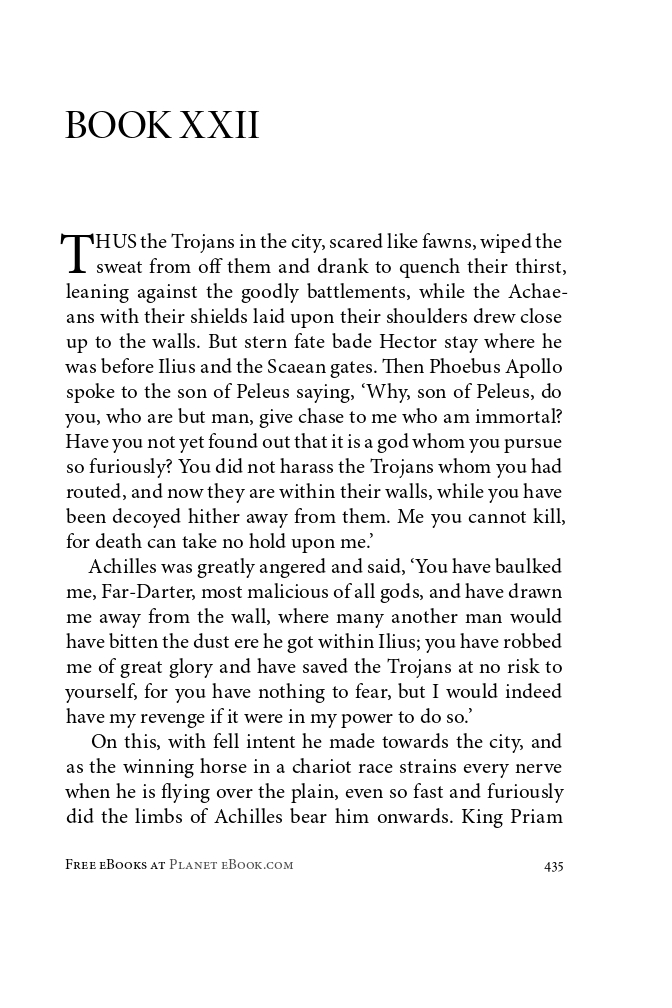 BOOK XXII
THUS the Trojans in the city, scared like fawns, wiped the
sweat from off them and drank to quench their thirst,
leaning against the goodly battlements, while the Achae-
ans with their shields laid upon their shoulders drew close
up to the walls. But stern fate bade Hector stay where he
was before Ilius and the Scaean gates. Then Phoebus Apollo
spoke to the son of Peleus saying, ‘Why, son of Peleus, do
you, who are but man, give chase to me who am immortal?
Have you not yet found out that it is a god whom you pursue
so furiously? You did not harass the Trojans whom you had
routed, and now they are within their walls, while you have
been decoyed hither away from them. Me you cannot kill,
for death can take no hold upon me.’
Achilles was greatly angered and said, ‘You have baulked
me, Far-Darter, most malicious of all gods, and have drawn
me away from the wall, where many another man would
have bitten the dust ere he got within Ilius; you have robbed
me of great glory and have saved the Trojans at no risk to
yourself, for you have nothing to fear, but I would indeed
have my revenge if it were in my power to do so.’
On this, with fell intent he made towards the city, and
as the winning horse in a chariot race strains every nerve
when he is flying over the plain, even so fast and furiously
did the limbs of Achilles bear him onwards. King Priam
Free eBooks at Planet eBook.com 435